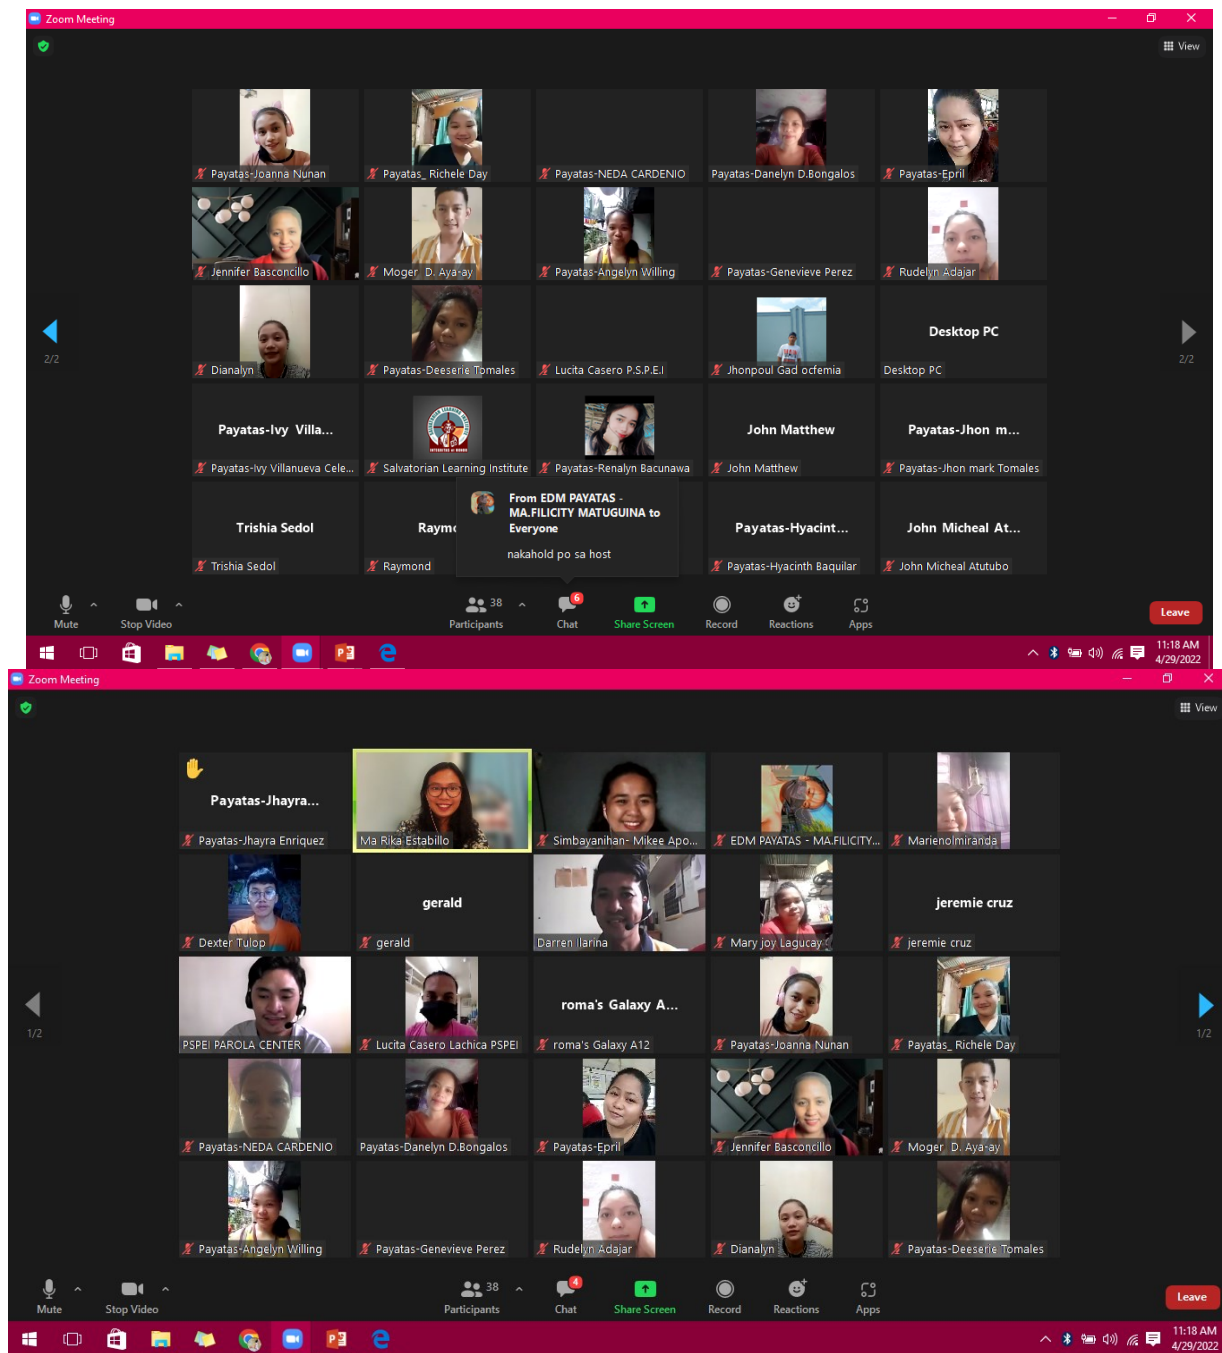 Zoom Meeting
View
Payatas-Joanna Nunan
Payatas_ Richele Day
Payatas-NEDA CARDENIO
Payatas-Danelyn D.Bongalos
Payatas-Epril
Jennifer Basconcillo
Moger_D. Aya-ay
Payatas-Angelyn Willing
Payatas-Genevieve Perez
Rudelyn Adajar
2/2
Dianalyn
Payatas-Deeserie Tomales
Lucita Casero P.S.P.E.I
Jhonpoul Gad ocfemia
Desktop PC
Desktop PC
2/2
Payatas-Ivy Villa...
Payatas-Ivy Villanueva Cele...
Salvatorian Learning Institute
Payatas-Renalyn Bacunawa
John Matthew
John Matthew
Payatas-Jhon m...
Payatas-Jhon mark Tomales
Trishia Sedol
Trishia Sedol
Raymo
Raymond
From EDM PAYATAS -
MA.FILICITY MATUGUINA to
Everyone
nakahold po sa host
Payatas-Hyacint...
Payatas-Hyacinth Baquilar
John Micheal At...
John Micheal Atutubo
Mute
Stop Video
38
Participants
6
Chat
Share Screen
Record
Reactions
Apps
Leave
11:18 AM
4/29/2022
Zoom Meeting
View
Payatas-Jhayra...
Payatas-Jhayra Enriquez
Ma Rika Estabillo
Simbayanihan- Mikee Apo...
EDM PAYATAS - MA.FILICITY...
Marienolmiranda
Dexter Tulop
gerald
gerald
Darren Ilarina
Mary joy Lagucay
jeremie cruz
jeremie cruz
1/2
PSPEI PAROLA CENTER
Lucita Casero Lachica PSPEI
roma's Galaxy A...
roma's Galaxy A12
Payatas-Joanna Nunan
Payatas_ Richele Day
1/2
Payatas-NEDA CARDENIO
Payatas-Danelyn D.Bongalos
Payatas-Epril
Jennifer Basconcillo
Moger_D. Aya-ay
Payatas-Angelyn Willing
Payatas-Genevieve Perez
Rudelyn Adajar
Dianalyn
Payatas-Deeserie Tomales
Mute
Stop Video
38
Participants
4
Chat
Share Screen
Record
Reactions
Apps
Leave
11:18 AM
4/29/2022